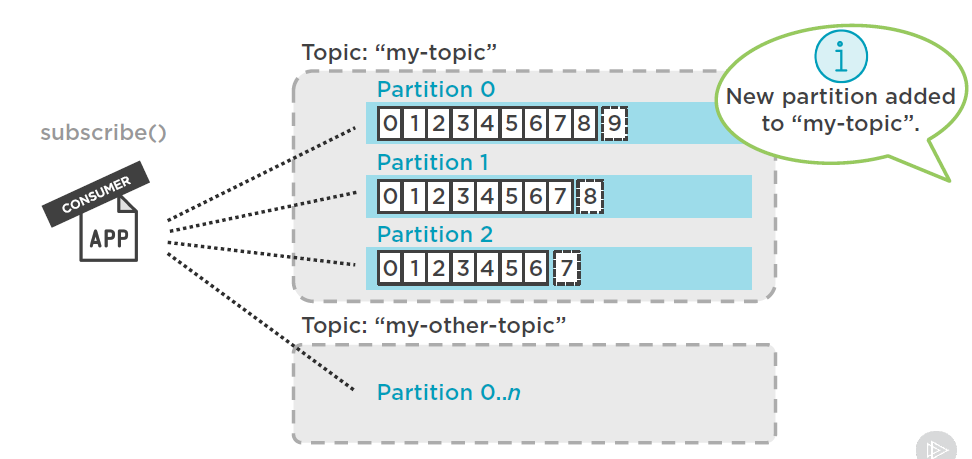 Topic: “my-topic”
Partition 0
0 1 2 3 4 5 6 7 8 9
New partition added
to “my-topic”.
i
subscribe()
CONSUMER
APP
Partition 1
0 1 2 3 4 5 6 7 8
Partition 2
0 1 2 3 4 5 6 7
Topic: “my-other-topic”
Partition 0..n